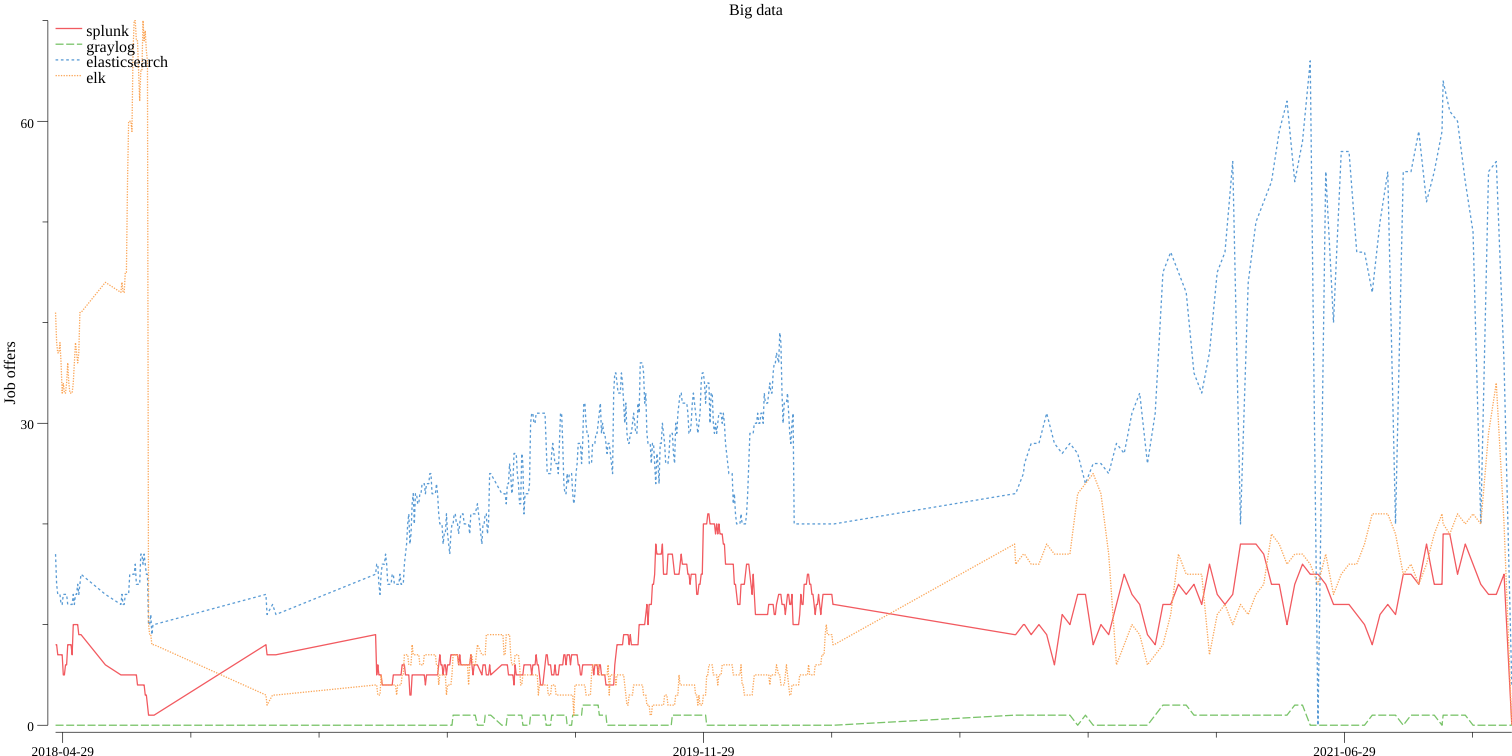 Big data
splunk
graylog
elasticsearch
elk
60
Job offers
30
0
2018-04-29
2019-11-29
2021-06-29